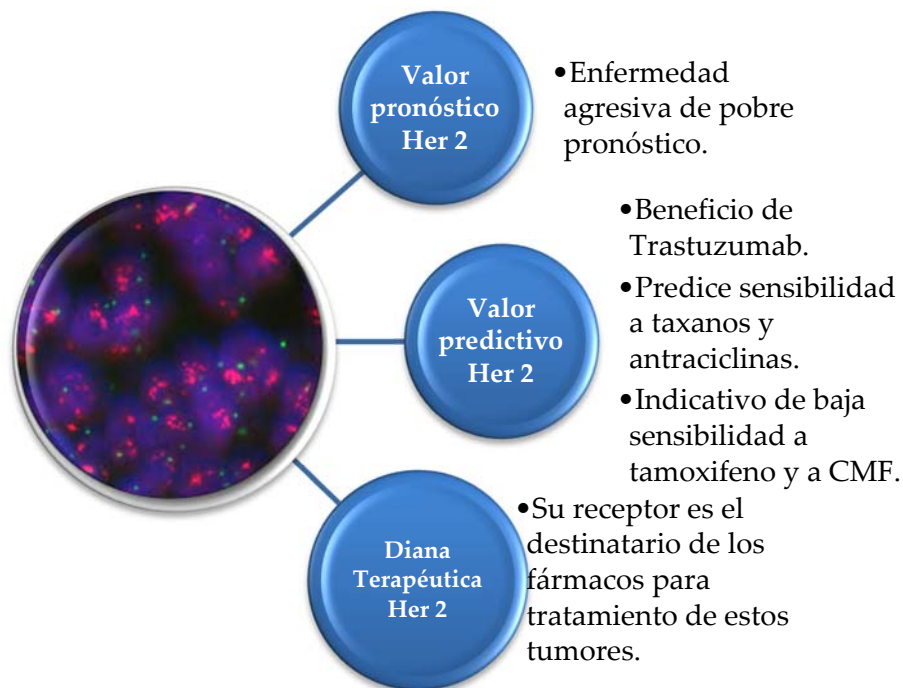 Valor
pronóstico
Her 2
•Enfermedad
agresiva de pobre
pronóstico.
Valor
predictivo
Her 2
•Beneficio de
Trastuzumab.
•Predice sensibilidad
a taxanos y
antraciclinas.
•Indicativo de baja
sensibilidad a
tamoxifeno y a CMF.
Diana
Terapéutica
Her 2
•Su receptor es el
destinatario de los
fármacos para
tratamiento de estos
tumores.